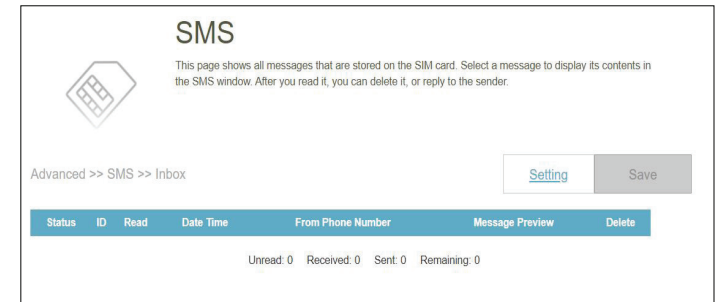 SMS
This page shows all messages that are stored on the SIM card. Select a message to display its contents in
the SMS window. After you read it, you can delete it, or reply to the sender.
Advanced >> SMS >> Inbox
Setting Save
Status ID Read Date Time From Phone Number Message Preview Delete
Unread: 0 Received: 0 Sent: 0 Remaining: 0